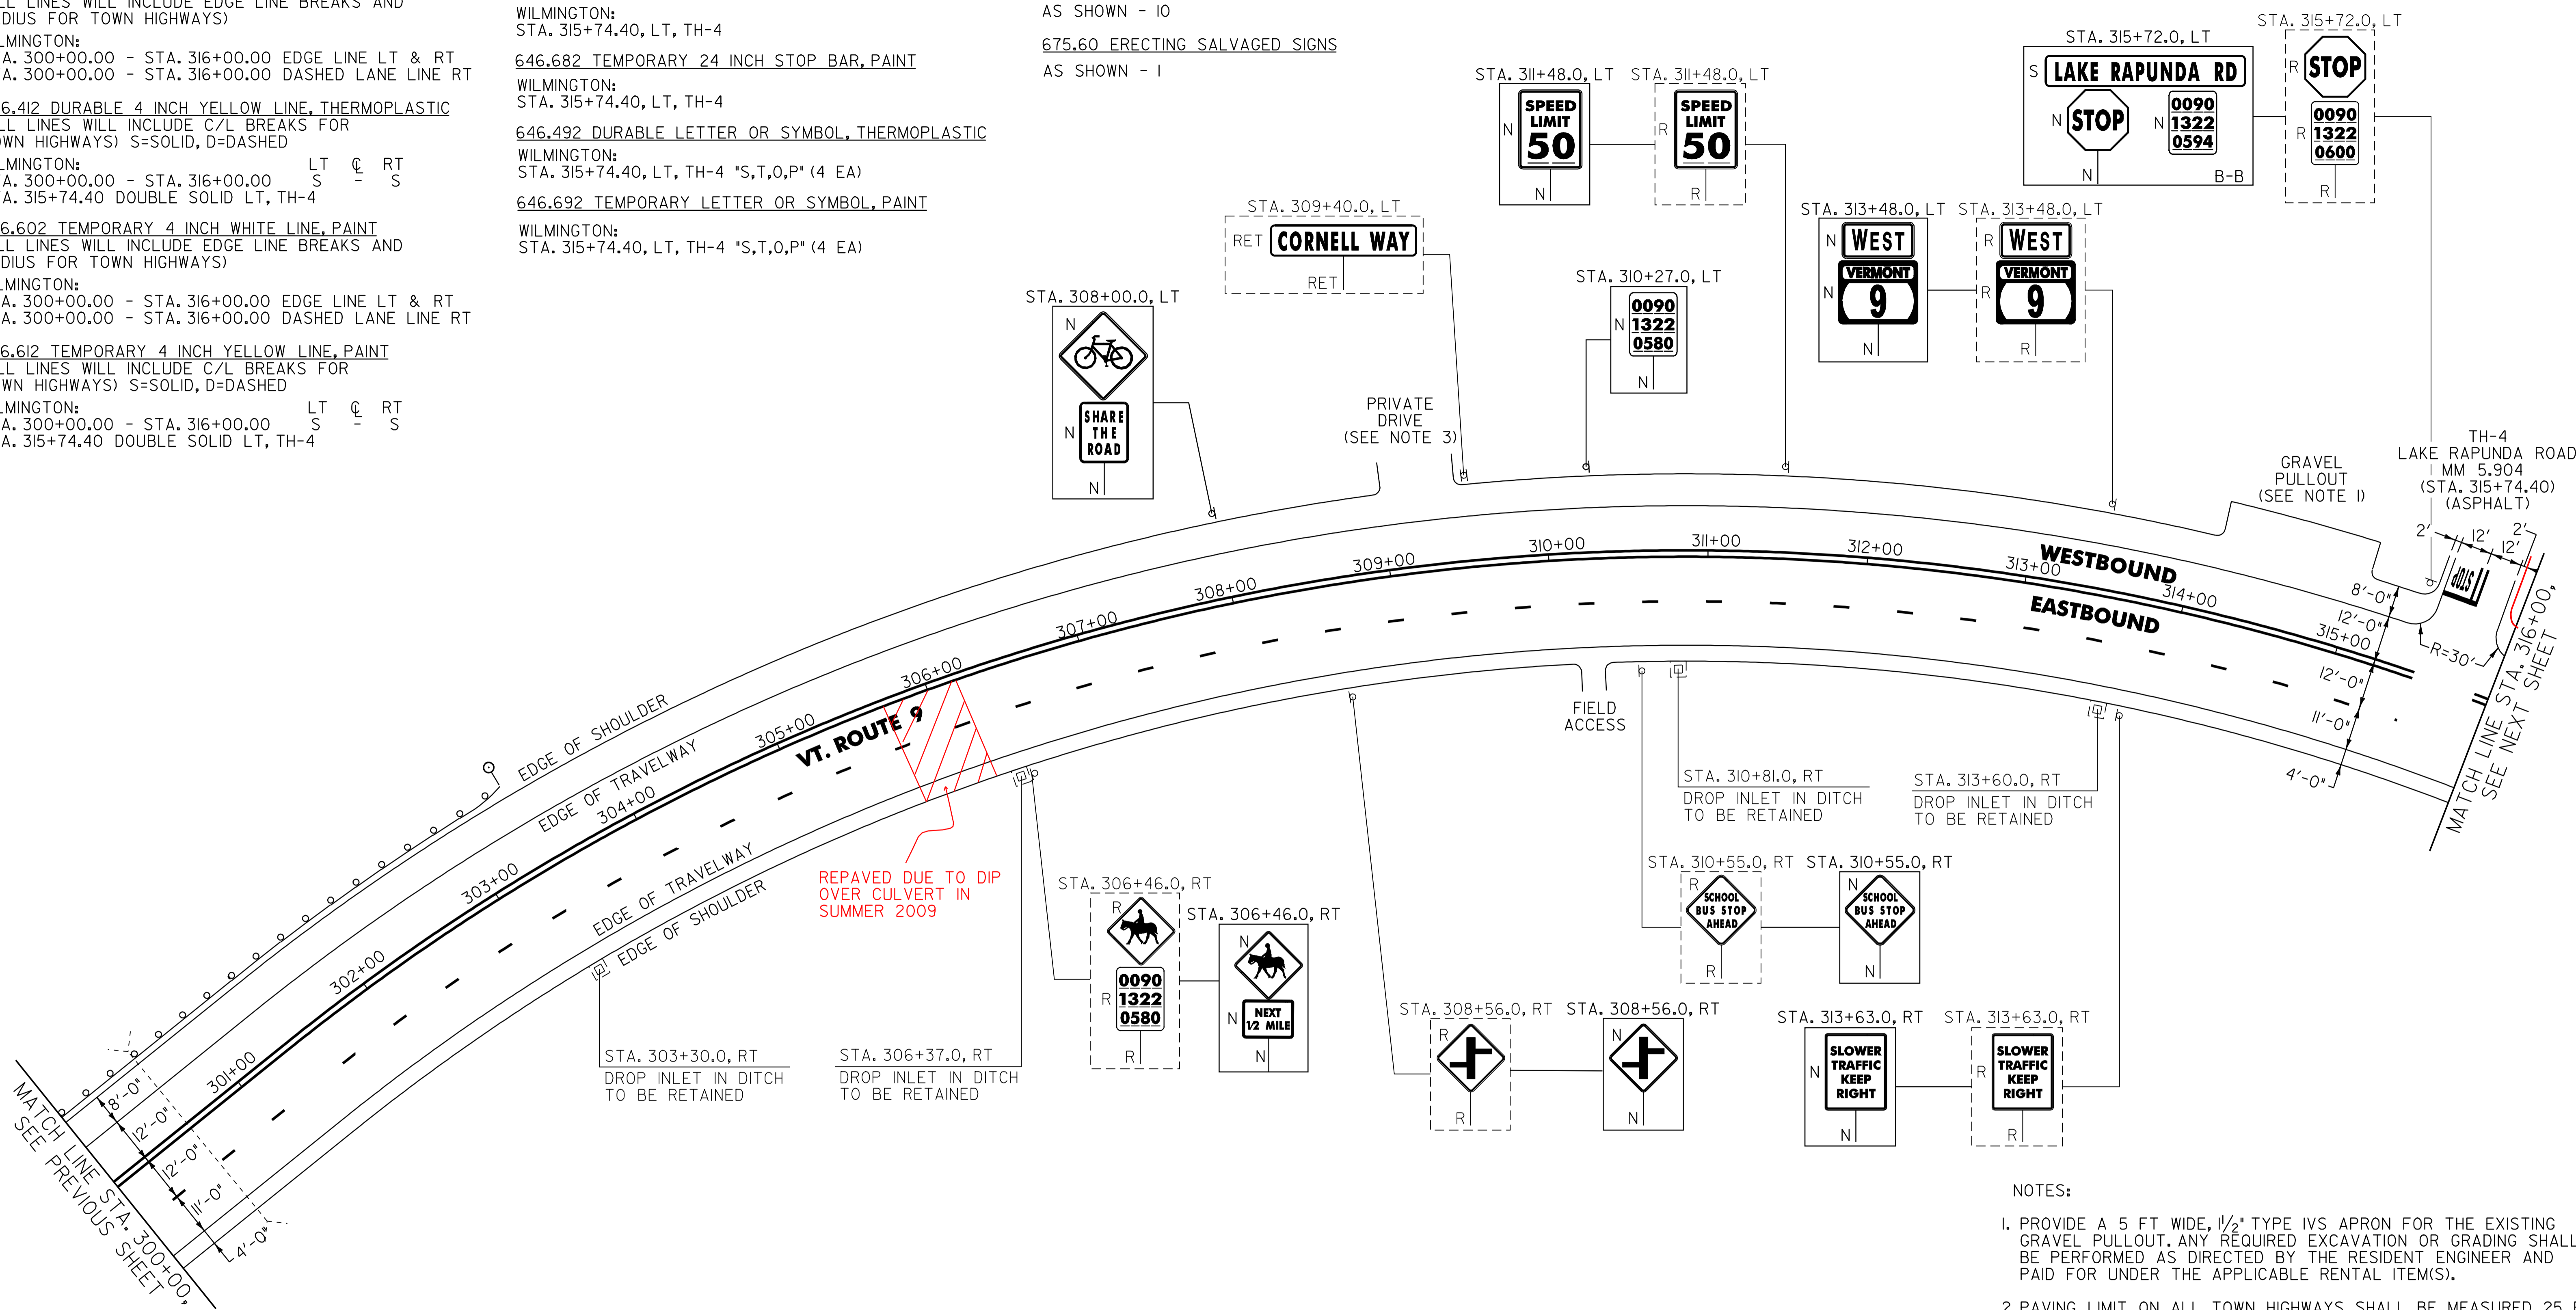 LL LINES WILL INCLUDE EDGE LINE BREAKS AND
DIUS FOR TOWN HIGHWAYS)
LMINGTON:
A. 300+00.00 - STA. 316+00.00 EDGE LINE LT & RT
A. 300+00.00 - STA. 316+00.00 DASHED LANE LINE RT
6.412 DURABLE 4 INCH YELLOW LINE, THERMOPLASTIC
LL LINES WILL INCLUDE C/L BREAKS FOR
OWN HIGHWAYS) S=SOLID, D=DASHED
LMINGTON: LT ℄ RT
A. 300+00.00 - STA. 316+00.00 S - S
A. 315+74.40 DOUBLE SOLID LT, TH-4
6.602 TEMPORARY 4 INCH WHITE LINE, PAINT
LL LINES WILL INCLUDE EDGE LINE BREAKS AND
DIUS FOR TOWN HIGHWAYS)
LMINGTON:
A. 300+00.00 - STA. 316+00.00 EDGE LINE LT & RT
A. 300+00.00 - STA. 316+00.00 DASHED LANE LINE RT
6.612 TEMPORARY 4 INCH YELLOW LINE, PAINT
LL LINES WILL INCLUDE C/L BREAKS FOR
WN HIGHWAYS) S=SOLID, D=DASHED
LMINGTON: LT ℄ RT
A. 300+00.00 - STA. 316+00.00 S - S
A. 315+74.40 DOUBLE SOLID LT, TH-4
WILMINGTON:
STA. 315+74.40, LT, TH-4
646.682 TEMPORARY 24 INCH STOP BAR, PAINT
WILMINGTON:
STA. 315+74.40, LT, TH-4
646.492 DURABLE LETTER OR SYMBOL, THERMOPLASTIC
WILMINGTON:
STA. 315+74.40, LT, TH-4 "S,T,O,P" (4 EA)
646.692 TEMPORARY LETTER OR SYMBOL, PAINT
WILMINGTON:
STA. 315+74.40, LT, TH-4 "S,T,O,P" (4 EA)
AS SHOWN - 10
675.60 ERECTING SALVAGED SIGNS
AS SHOWN - 1
STA. 308+00.0, LT
N
N
SHARE
THE
ROAD
N
STA. 309+40.0, LT
RET CORNELL WAY
RET
STA. 310+27.0, LT
0090
N 1322
0580
N
STA. 311+48.0, LT
N
SPEED
LIMIT
50
N
STA. 311+48.0, LT
R
SPEED
LIMIT
50
R
STA. 313+48.0, LT
N WEST
VERMONT
N 9
N
STA. 313+48.0, LT
R WEST
VERMONT
R 9
R
STA. 315+72.0, LT
S LAKE RAPUNDA RD
N STOP
0090
N 1322
0594
N
B-B
STA. 315+72.0, LT
R STOP
0090
R 1322
0600
R
PRIVATE
DRIVE
(SEE NOTE 3)
GRAVEL
PULLOUT
(SEE NOTE 1)
TH-4
LAKE RAPUNDA ROAD
MM 5.904
(STA. 315+74.40)
(ASPHALT)
2'
12'
12'
2'
STOP
8'-0"
12'-0"
12'-0"
11'-0"
4'-0"
R=30'
MATCH LINE STA. 316+00,
SEE NEXT SHEET
WESTBOUND
EASTBOUND
301+00
302+00
303+00
304+00
305+00
306+00
307+00
308+00
309+00
310+00
311+00
312+00
313+00
314+00
315+00
VT. ROUTE 9
EDGE OF SHOULDER
EDGE OF TRAVELWAY
EDGE OF TRAVELWAY
EDGE OF SHOULDER
8'-0"
12'-0"
12'-0"
11'-0"
4'-0"
MATCH LINE STA. 300+00,
SEE PREVIOUS SHEET
REPAVED DUE TO DIP
OVER CULVERT IN
SUMMER 2009
FIELD
ACCESS
STA. 303+30.0, RT
DROP INLET IN DITCH
TO BE RETAINED
STA. 306+37.0, RT
DROP INLET IN DITCH
TO BE RETAINED
STA. 306+46.0, RT
R
0090
R 1322
0580
R
STA. 306+46.0, RT
N
N
NEXT
1/2 MILE
N
STA. 308+56.0, RT
R
R
STA. 308+56.0, RT
N
N
STA. 310+81.0, RT
DROP INLET IN DITCH
TO BE RETAINED
STA. 313+60.0, RT
DROP INLET IN DITCH
TO BE RETAINED
STA. 310+55.0, RT
R
SCHOOL
BUS STOP
AHEAD
R
STA. 310+55.0, RT
N
SCHOOL
BUS STOP
AHEAD
N
STA. 313+63.0, RT
N
SLOWER
TRAFFIC
KEEP
RIGHT
N
STA. 313+63.0, RT
R
SLOWER
TRAFFIC
KEEP
RIGHT
R
NOTES:
1. PROVIDE A 5 FT WIDE, 1 1/2" TYPE IVS APRON FOR THE EXISTING
GRAVEL PULLOUT. ANY REQUIRED EXCAVATION OR GRADING SHALL
BE PERFORMED AS DIRECTED BY THE RESIDENT ENGINEER AND
PAID FOR UNDER THE APPLICABLE RENTAL ITEM(S).
2. PAVING LIMIT ON ALL TOWN HIGHWAYS SHALL BE MEASURED 25